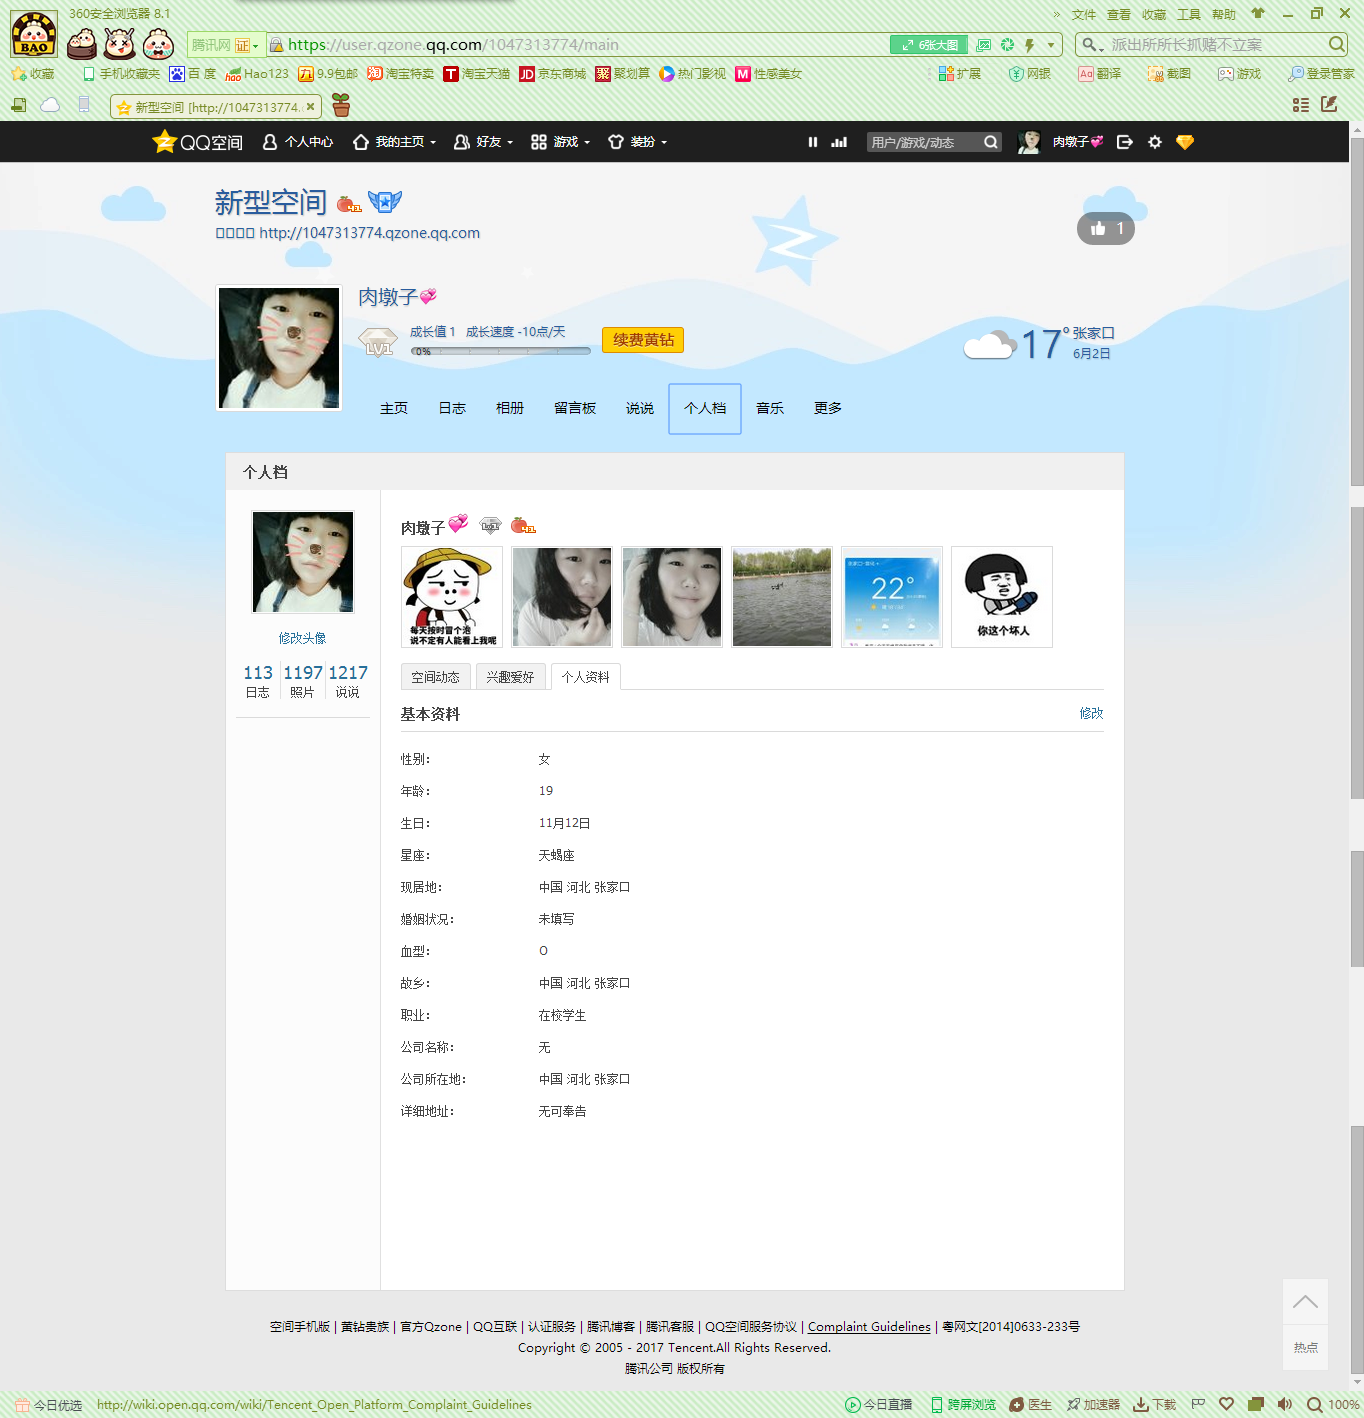 360安全浏览器 8.1
» 文件 查看 收藏 工具 帮助
BAO
腾讯网 证 https://user.qzone.qq.com/1047313774/main 6张大图 派出所所长抓赌不立案
收藏 手机收藏夹 百度 Hao123 9.9包邮 淘宝特卖 淘宝天猫 京东商城 聚划算 热门影视 性感美女 扩展 网银 翻译 截图 游戏 登录管家
新型空间 [http://1047313774.
QQ空间 个人中心 我的主页 好友 游戏 装扮 用户/游戏/动态 肉墩子
新型空间
http://1047313774.qzone.qq.com
1
肉墩子
LV1 成长值 1 成长速度 -10点/天 续费黄钻
0%
17° 张家口
6月2日
主页 日志 相册 留言板 说说 个人档 音乐 更多
个人档
肉墩子
每天按时冒个泡
说不定有人能看上我呢
22°
你这个坏人
修改头像
113 1197 1217
日志 照片 说说
空间动态 兴趣爱好 个人资料
基本资料 修改
性别： 女
年龄： 19
生日： 11月12日
星座： 天蝎座
现居地： 中国 河北 张家口
婚姻状况： 未填写
血型： O
故乡： 中国 河北 张家口
职业： 在校学生
公司名称： 无
公司所在地： 中国 河北 张家口
详细地址： 无可奉告
空间手机版 | 黄钻贵族 | 官方Qzone | QQ互联 | 认证服务 | 腾讯博客 | 腾讯客服 | QQ空间服务协议 | Complaint Guidelines | 粤网文[2014]0633-233号
Copyright © 2005 - 2017 Tencent.All Rights Reserved.
腾讯公司 版权所有
热点
今日优选 http://wiki.open.qq.com/wiki/Tencent_Open_Platform_Complaint_Guidelines 今日直播 跨屏浏览 医生 加速器 下载 100%